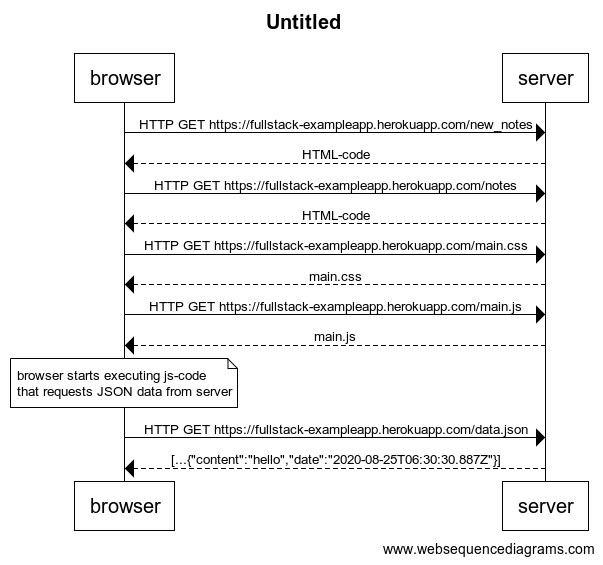 Untitled
browser
server
HTTP GET https://fullstack-exampleapp.herokuapp.com/new_notes
HTML-code
HTTP GET https://fullstack-exampleapp.herokuapp.com/notes
HTML-code
HTTP GET https://fullstack-exampleapp.herokuapp.com/main.css
main.css
HTTP GET https://fullstack-exampleapp.herokuapp.com/main.js
main.js
browser starts executing js-code
that requests JSON data from server
HTTP GET https://fullstack-exampleapp.herokuapp.com/data.json
[...{"content":"hello","date":"2020-08-25T06:30:30.887Z"}]
browser
server
www.websequencediagrams.com